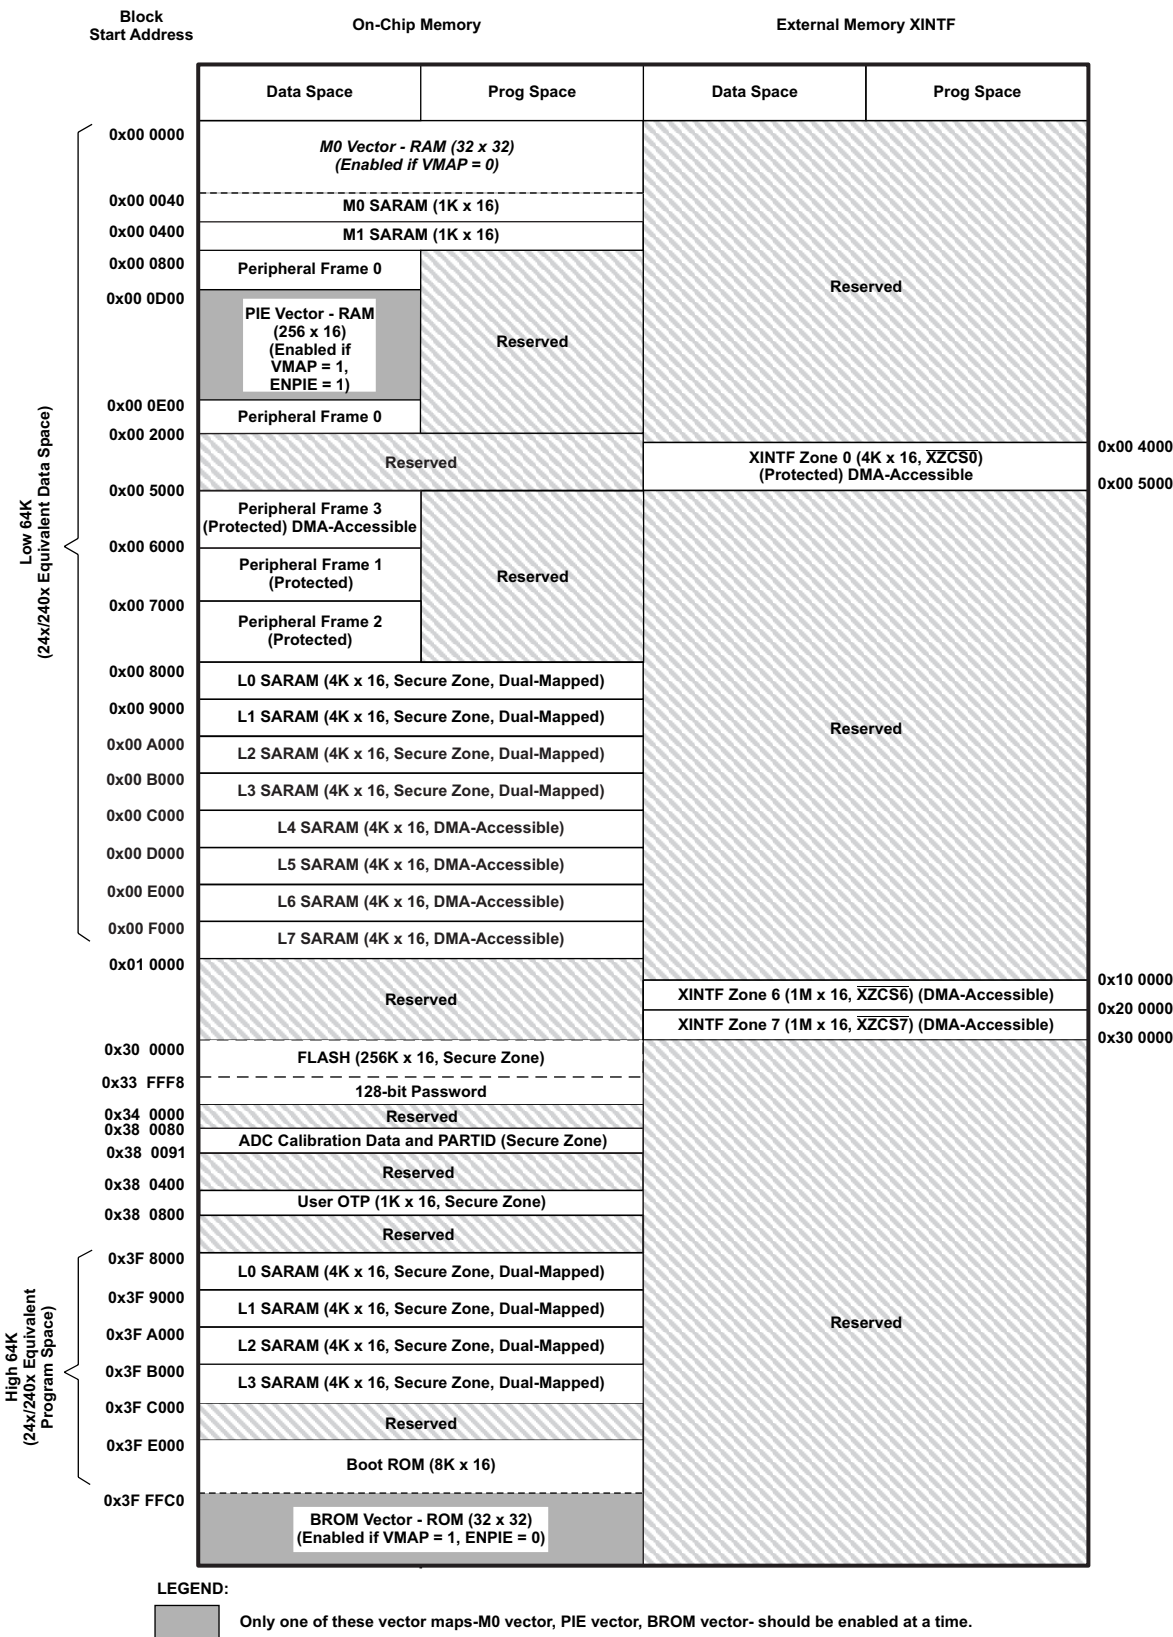 Block
Start Address
On-Chip Memory
External Memory XINTF
Data Space
Prog Space
Data Space
Prog Space
0x00 0000
M0 Vector - RAM (32 x 32)
(Enabled if VMAP = 0)
0x00 0040
M0 SARAM (1K x 16)
0x00 0400
M1 SARAM (1K x 16)
0x00 0800
Peripheral Frame 0
0x00 0D00
PIE Vector - RAM
(256 x 16)
(Enabled if
VMAP = 1,
ENPIE = 1)
Reserved
Reserved
0x00 0E00
Peripheral Frame 0
0x00 2000
Reserved
XINTF Zone 0 (4K x 16, XZCS0)
(Protected) DMA-Accessible
0x00 4000
0x00 5000
0x00 5000
Low 64K
(24x/240x Equivalent Data Space)
Peripheral Frame 3
(Protected) DMA-Accessible
0x00 6000
Peripheral Frame 1
(Protected)
Reserved
0x00 7000
Peripheral Frame 2
(Protected)
0x00 8000
L0 SARAM (4K x 16, Secure Zone, Dual-Mapped)
0x00 9000
L1 SARAM (4K x 16, Secure Zone, Dual-Mapped)
Reserved
0x00 A000
L2 SARAM (4K x 16, Secure Zone, Dual-Mapped)
0x00 B000
L3 SARAM (4K x 16, Secure Zone, Dual-Mapped)
0x00 C000
L4 SARAM (4K x 16, DMA-Accessible)
0x00 D000
L5 SARAM (4K x 16, DMA-Accessible)
0x00 E000
L6 SARAM (4K x 16, DMA-Accessible)
0x00 F000
L7 SARAM (4K x 16, DMA-Accessible)
0x01 0000
Reserved
0x10 0000
XINTF Zone 6 (1M x 16, XZCS6) (DMA-Accessible)
0x20 0000
XINTF Zone 7 (1M x 16, XZCS7) (DMA-Accessible)
0x30 0000
0x30 0000
FLASH (256K x 16, Secure Zone)
0x33 FFF8
128-bit Password
0x34 0000
Reserved
0x38 0080
ADC Calibration Data and PARTID (Secure Zone)
0x38 0091
Reserved
0x38 0400
User OTP (1K x 16, Secure Zone)
0x38 0800
Reserved
0x3F 8000
L0 SARAM (4K x 16, Secure Zone, Dual-Mapped)
0x3F 9000
L1 SARAM (4K x 16, Secure Zone, Dual-Mapped)
Reserved
0x3F A000
L2 SARAM (4K x 16, Secure Zone, Dual-Mapped)
High 64K
(24x/240x Equivalent
Program Space)
0x3F B000
L3 SARAM (4K x 16, Secure Zone, Dual-Mapped)
0x3F C000
Reserved
0x3F E000
Boot ROM (8K x 16)
0x3F FFC0
BROM Vector - ROM (32 x 32)
(Enabled if VMAP = 1, ENPIE = 0)
LEGEND:
Only one of these vector maps-M0 vector, PIE vector, BROM vector- should be enabled at a time.